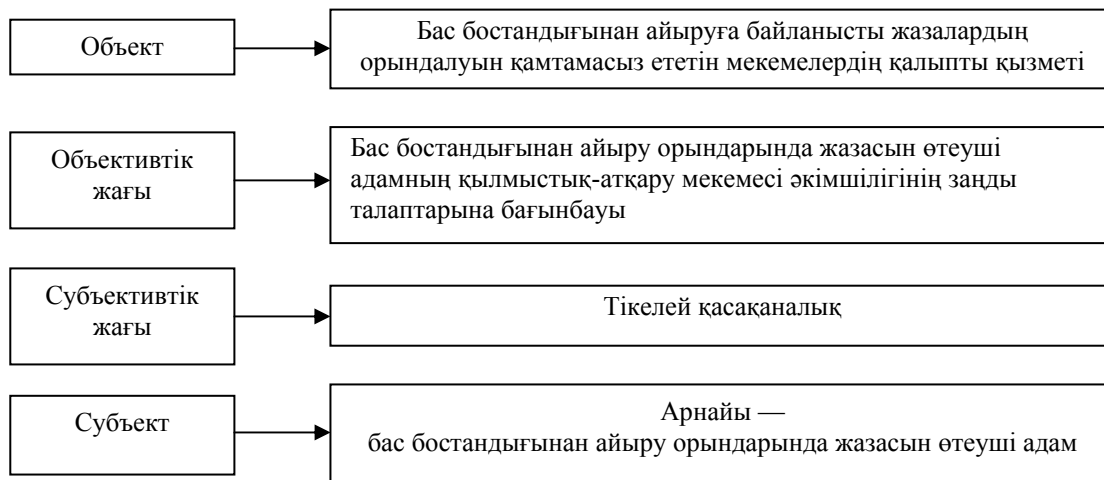 Объект
Бас бостандығынан айыруға байланысты жазалардың
орындалуын қамтамасыз ететін мекемелердің қалыпты қызметі
Объективтік
жағы
Бас бостандығынан айыру орындарында жазасын өтеуші
адамның қылмыстық-атқару мекемесі әкімшілігінің заңды
талаптарына бағынбауы
Субъективтік
жағы
Тікелей қасақаналық
Субъект
Арнайы —
бас бостандығынан айыру орындарында жазасын өтеуші адам